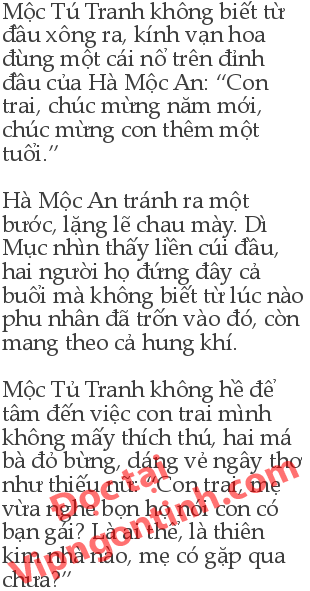 Mộc Tú Tranh không biết từ
đâu xông ra, kính vạn hoa
đùng một cái nổ trên đỉnh
đầu của Hà Mộc An: “Con
trai, chúc mừng năm mới,
chúc mừng con thêm một
tuổi.”
Hà Mộc An tránh ra một
bước, lặng lẽ chau mày. Dì
Mục nhìn thấy liền cúi đầu,
hai người họ đứng đây cả
buổi mà không biết từ lúc nào
phu nhân đã trốn vào đó, còn
mang theo cả hung khí.
Mộc Tủ Tranh không hề để
tâm đến việc con trai mình
không mấy thích thú, hai má
bà đỏ bừng, dáng vẻ ngây thơ
như thiếu nữ: “Con trai, mẹ
vừa nghe bọn họ nói con có
bạn gái? Là ai thế, là thiên
kim nhà nào, mẹ có gặp qua
chưa?”
Đọc tại
Vipngontinh.com